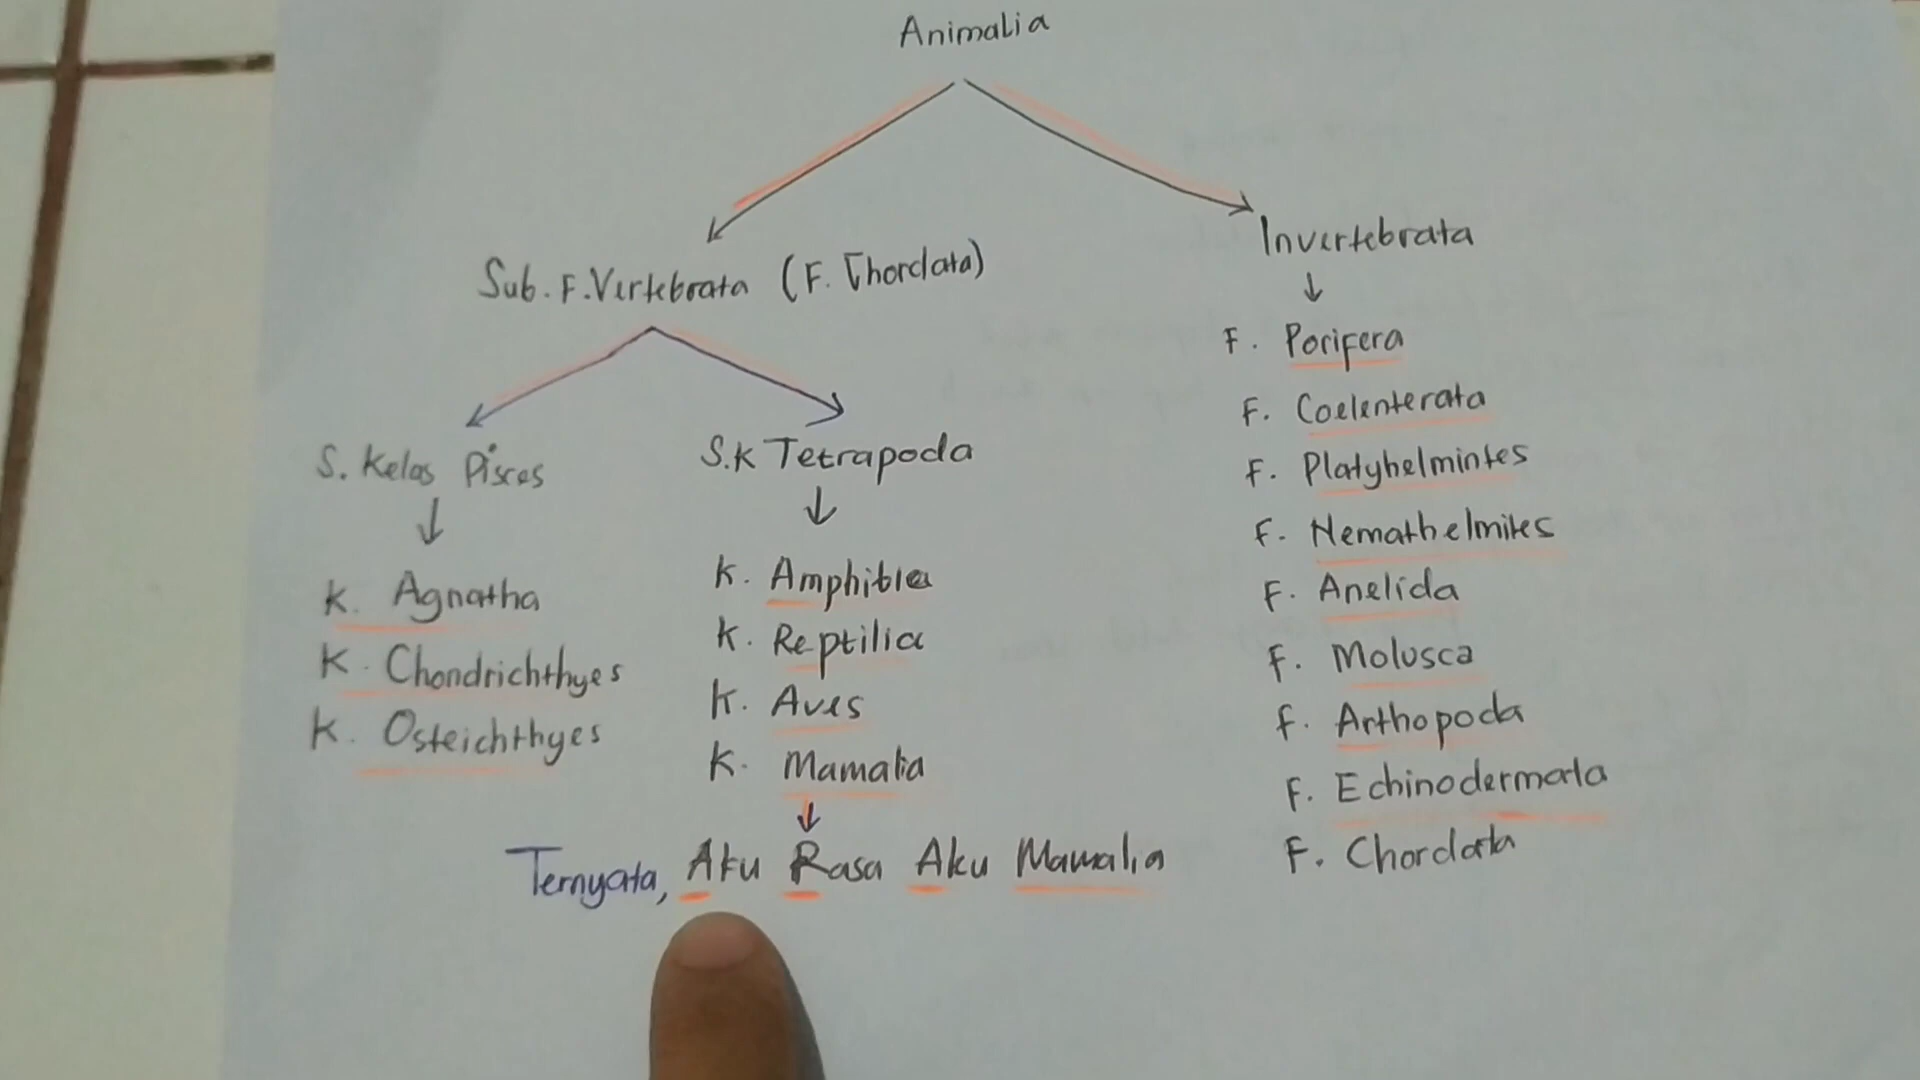 Animalia
Sub. F. Vertebrata (F. Chordata)
S. Kelas Pisces
K. Agnatha
K. Chondrichthyes
K. Osteichthyes
S.K Tetrapoda
K. Amphibia
K. Reptilia
K. Aves
K. Mamalia
Ternyata, Aku Rasa Aku Mamalia
Invertebrata
F. Porifera
F. Coelenterata
F. Platyhelmintes
F. Nemathelmites
F. Anelida
F. Molusca
F. Arthopoda
F. Echinodermata
F. Chordata